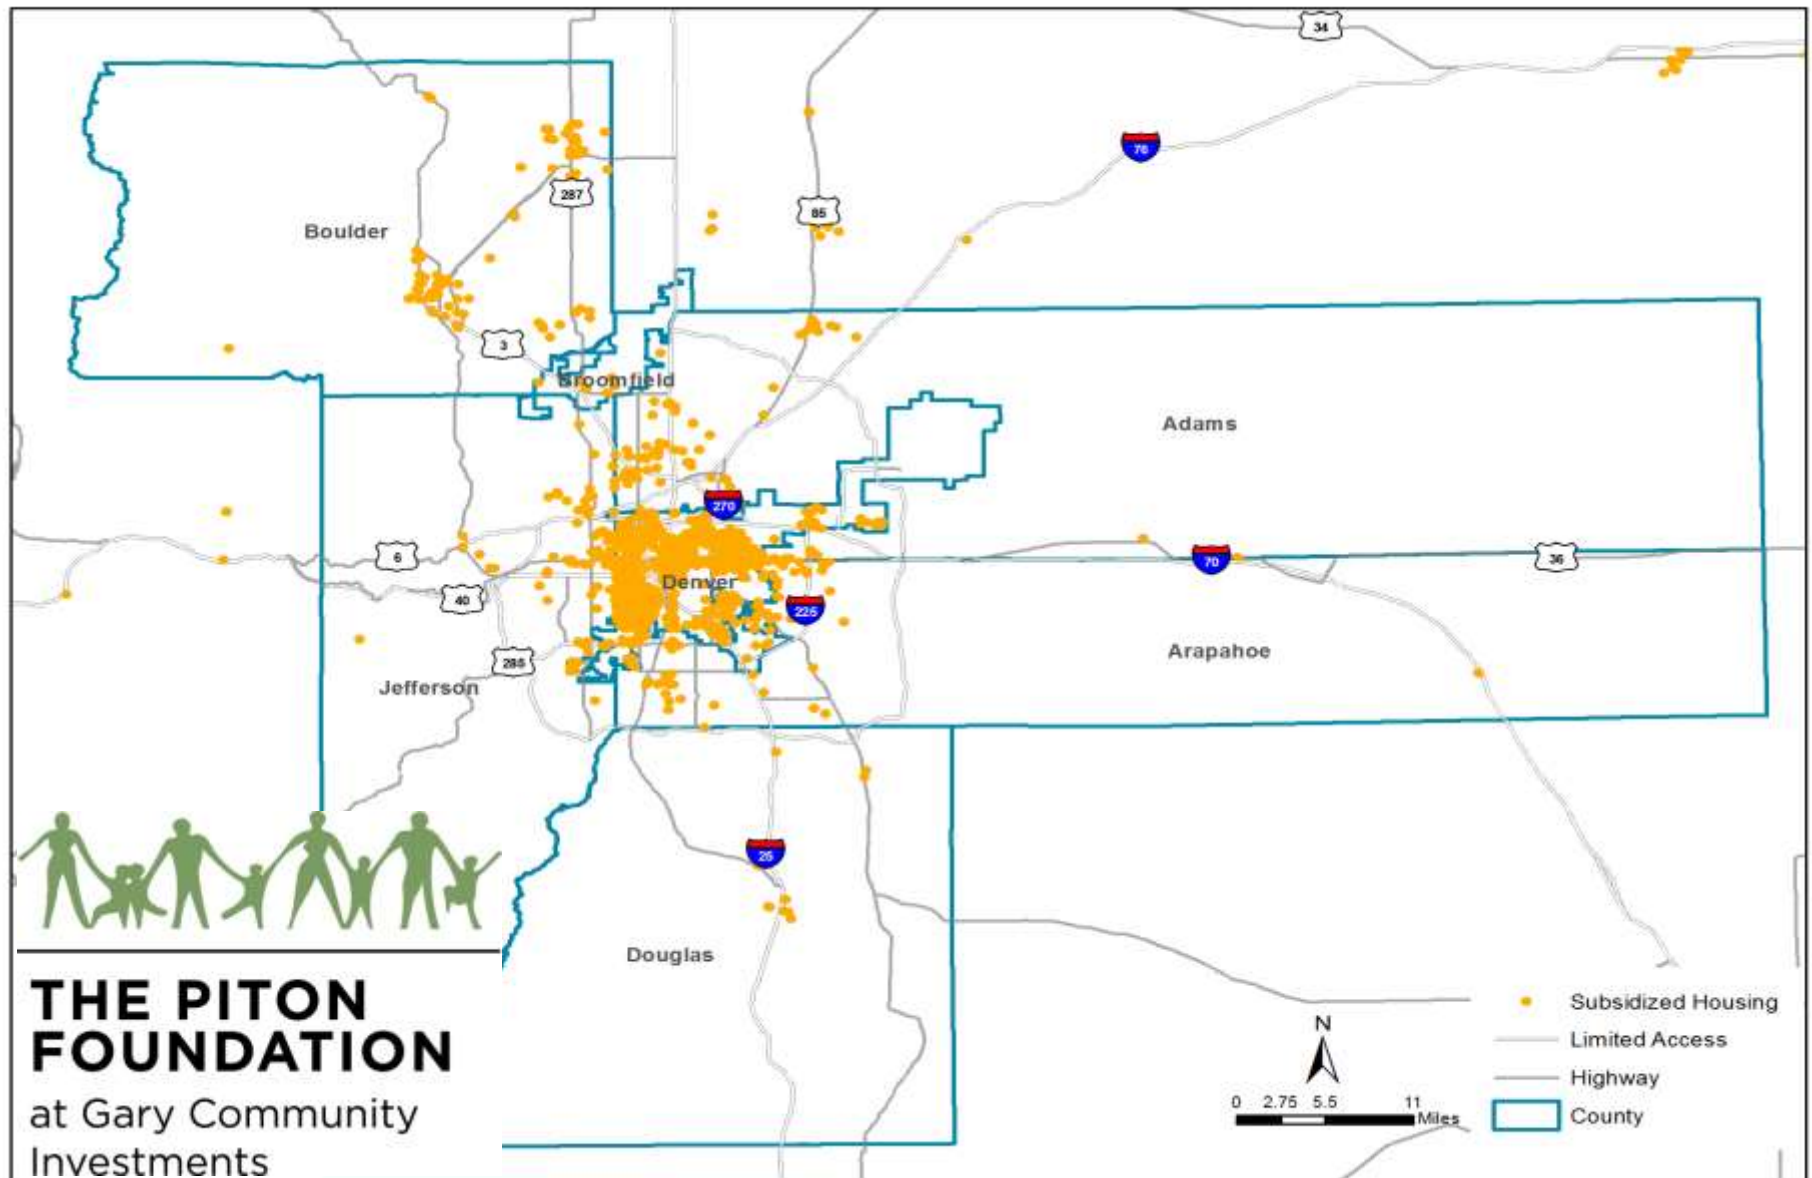 34
76
287
85
Boulder
3
Broomfield
Adams
270
6
70
36
Denver
40
225
Arapahoe
285
Jefferson
25
Douglas
THE PITON
FOUNDATION
at Gary Community
Investments
Subsidized Housing
Limited Access
Highway
County
N
0 2.75 5.5 11
Miles